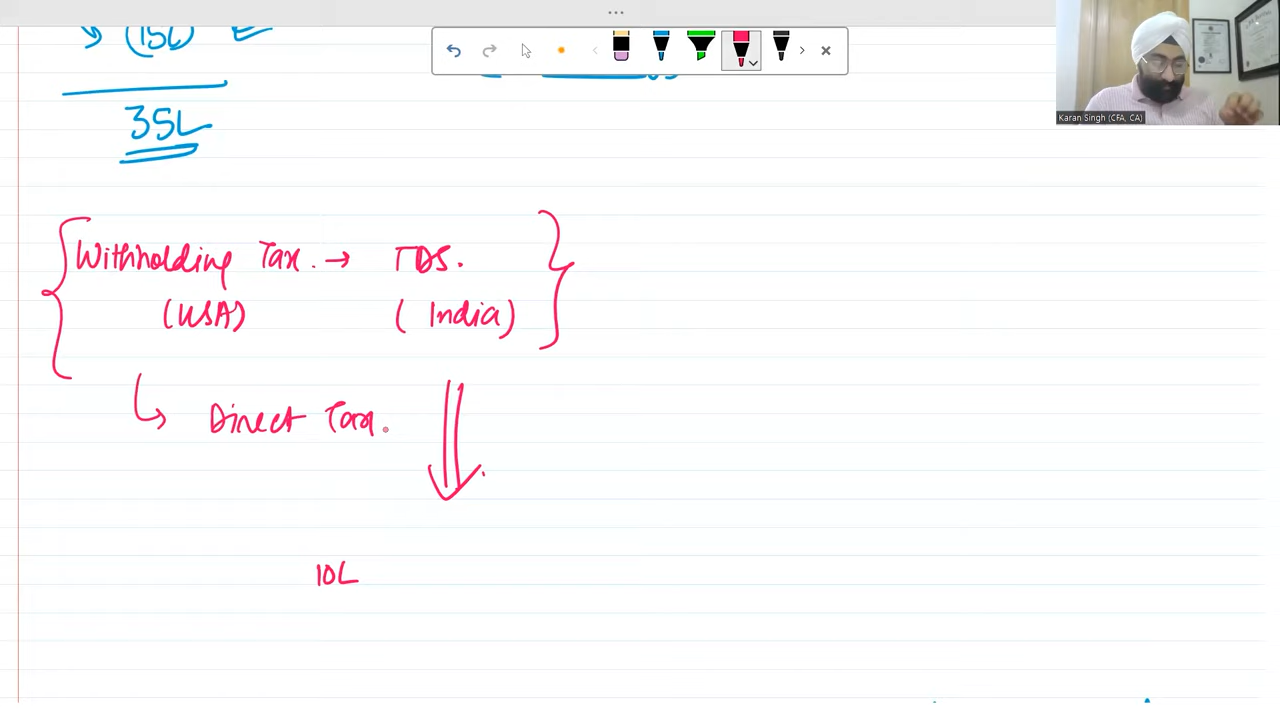 (15L)
35L
Karan Singh (CFA, CA)
Withholding Tax. → TDS.
(USA) (India)
Direct Tax.
10L